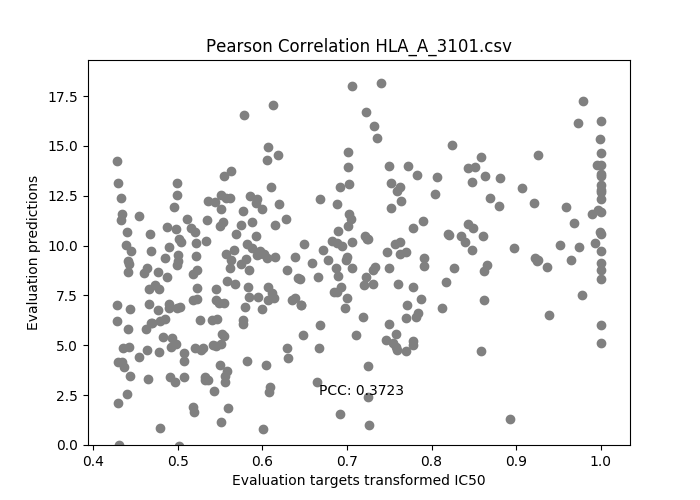 Pearson Correlation HLA_A_3101.csv
17.5
15.0
12.5
10.0
7.5
5.0
2.5
0.0
Evaluation predictions
PCC: 0.3723
0.4 0.5 0.6 0.7 0.8 0.9 1.0
Evaluation targets transformed IC50